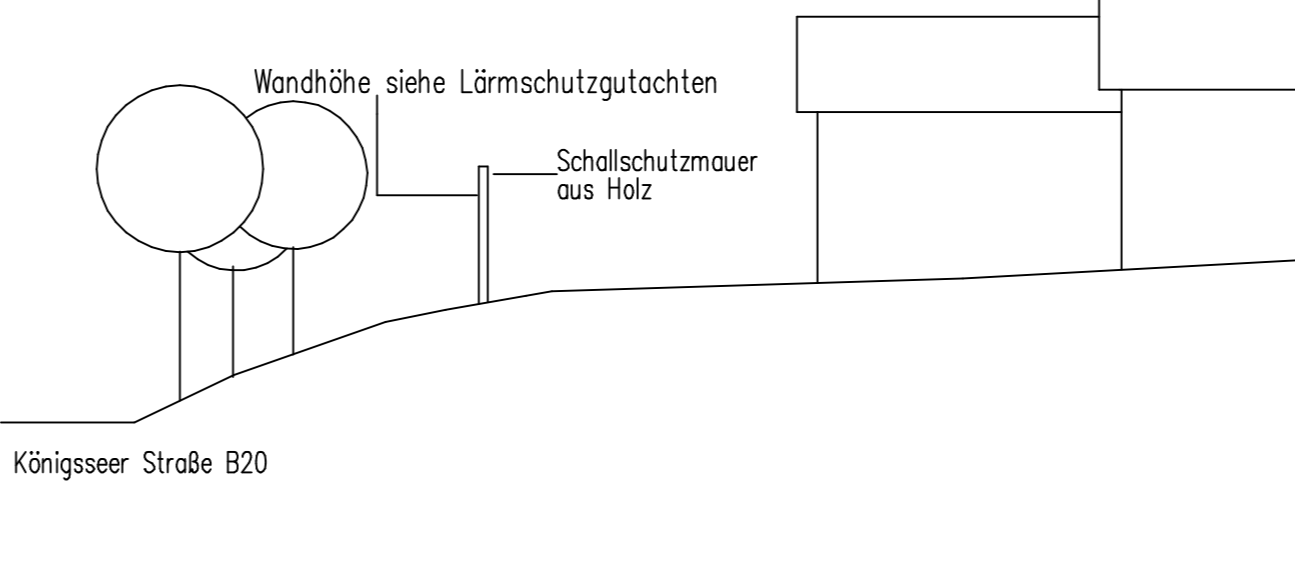 Wandhöhe siehe Lärmschutzgutachten
Schallschutzmauer
aus Holz
Königsseer Straße B20